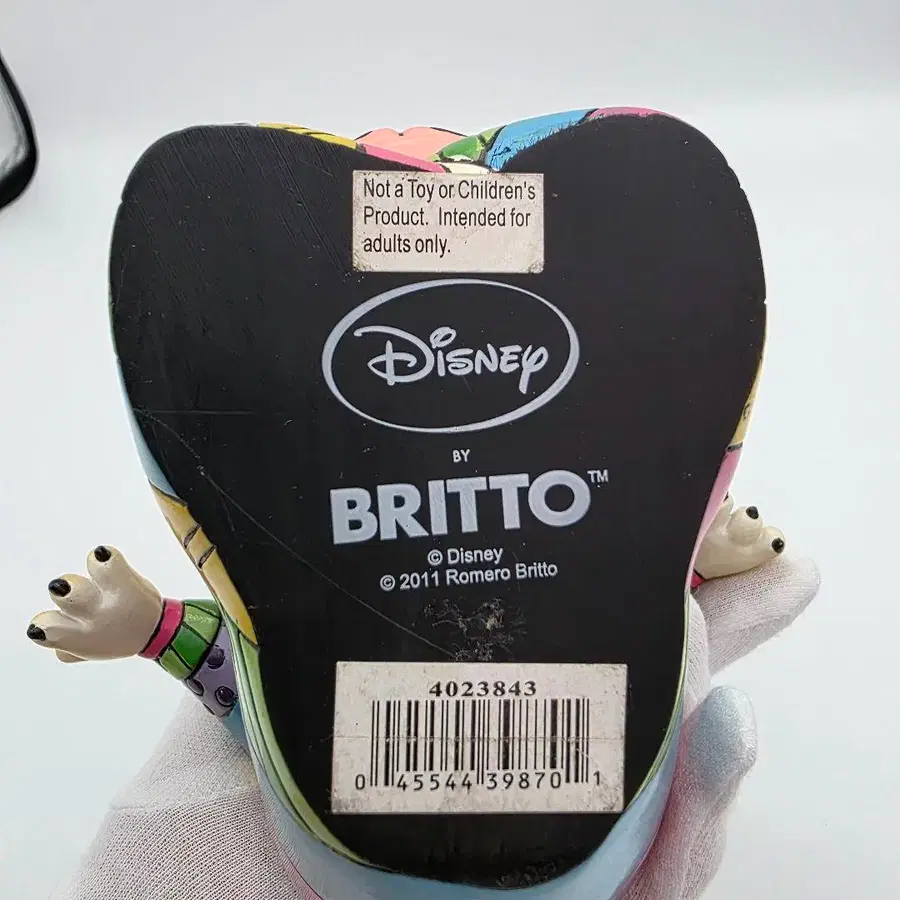 Not a Toy or Children's
Product. Intended for
adults only.
Disney
BY
BRITTO™
© Disney
© 2011 Romero Britto
4023843
0 45544 39870 1